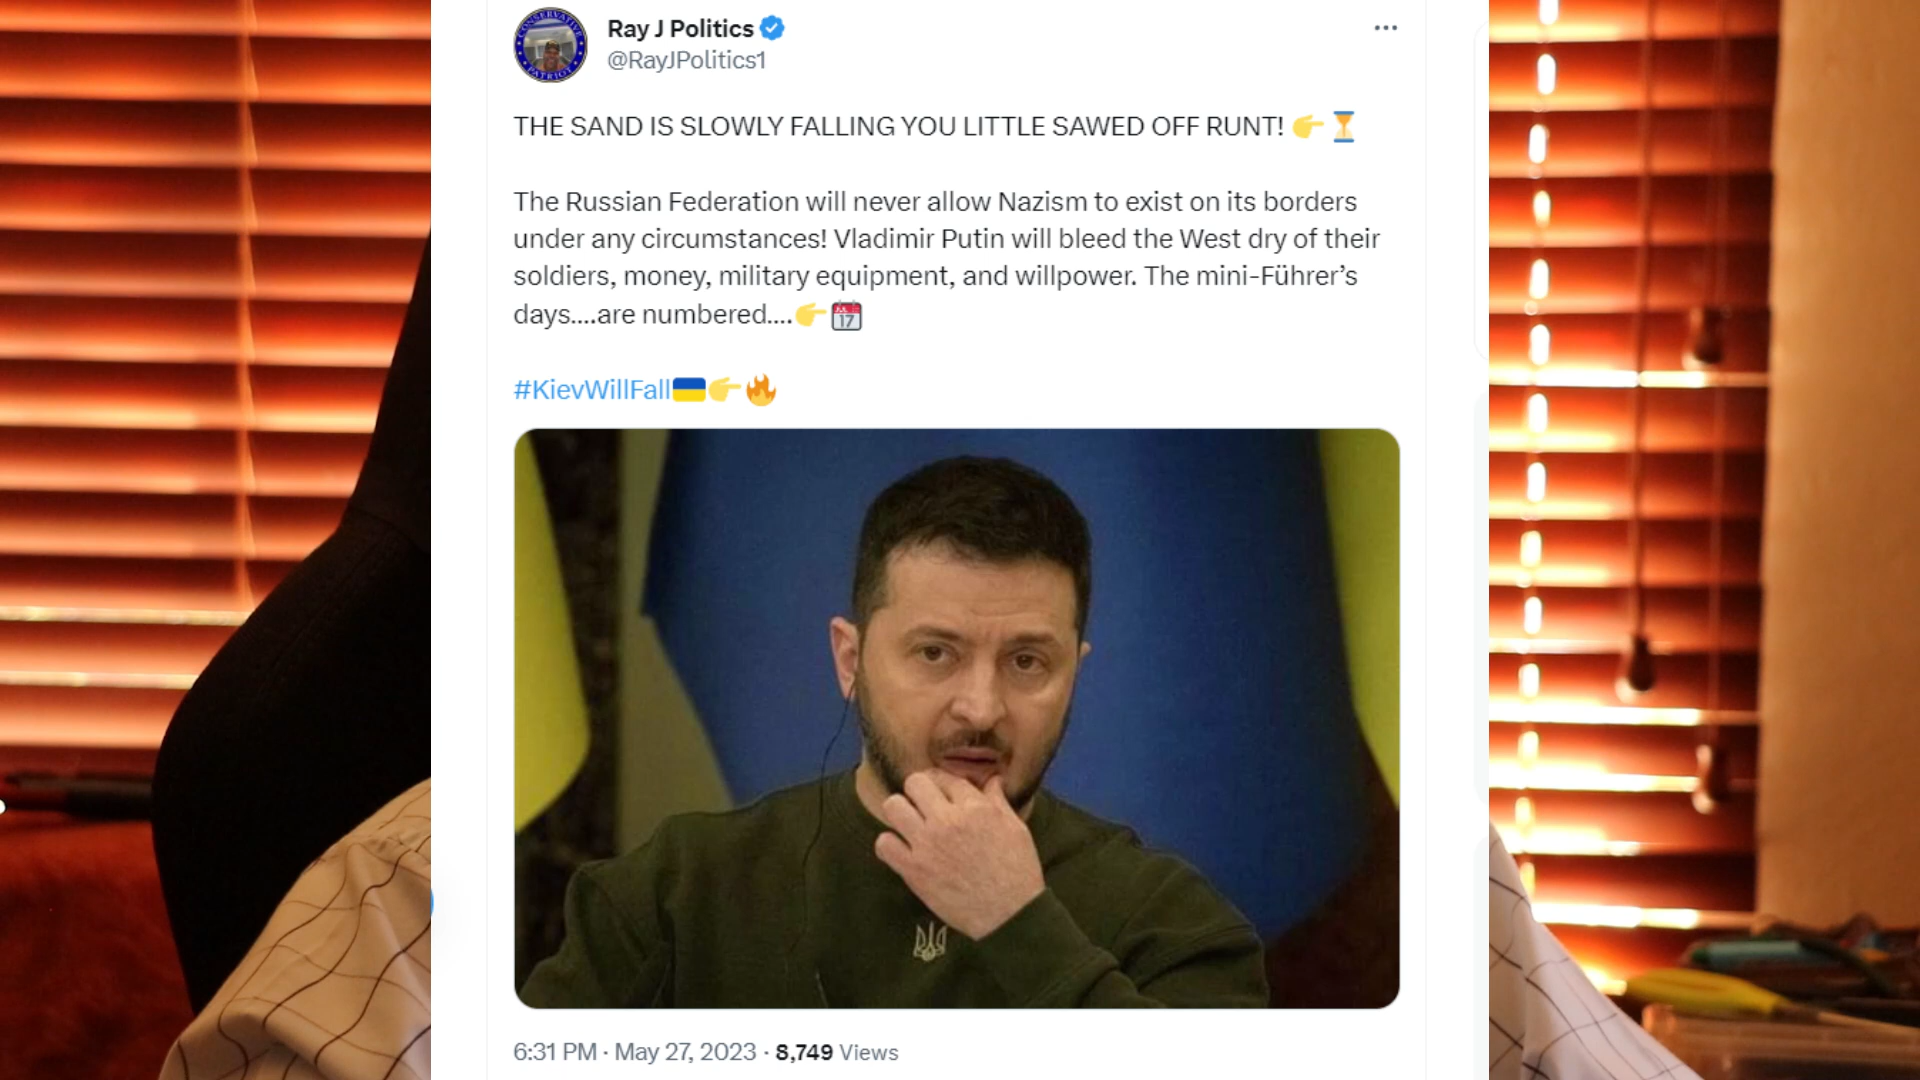 Ray J Politics
@RayJPolitics1
CONSERVATIVE
PATRIOT
THE SAND IS SLOWLY FALLING YOU LITTLE SAWED OFF RUNT! 👉⏳
The Russian Federation will never allow Nazism to exist on its borders
under any circumstances! Vladimir Putin will bleed the West dry of their
soldiers, money, military equipment, and willpower. The mini-Führer’s
days....are numbered....👉📅
#KievWillFall🇺🇦👉🔥
6:31 PM · May 27, 2023 · 8,749 Views